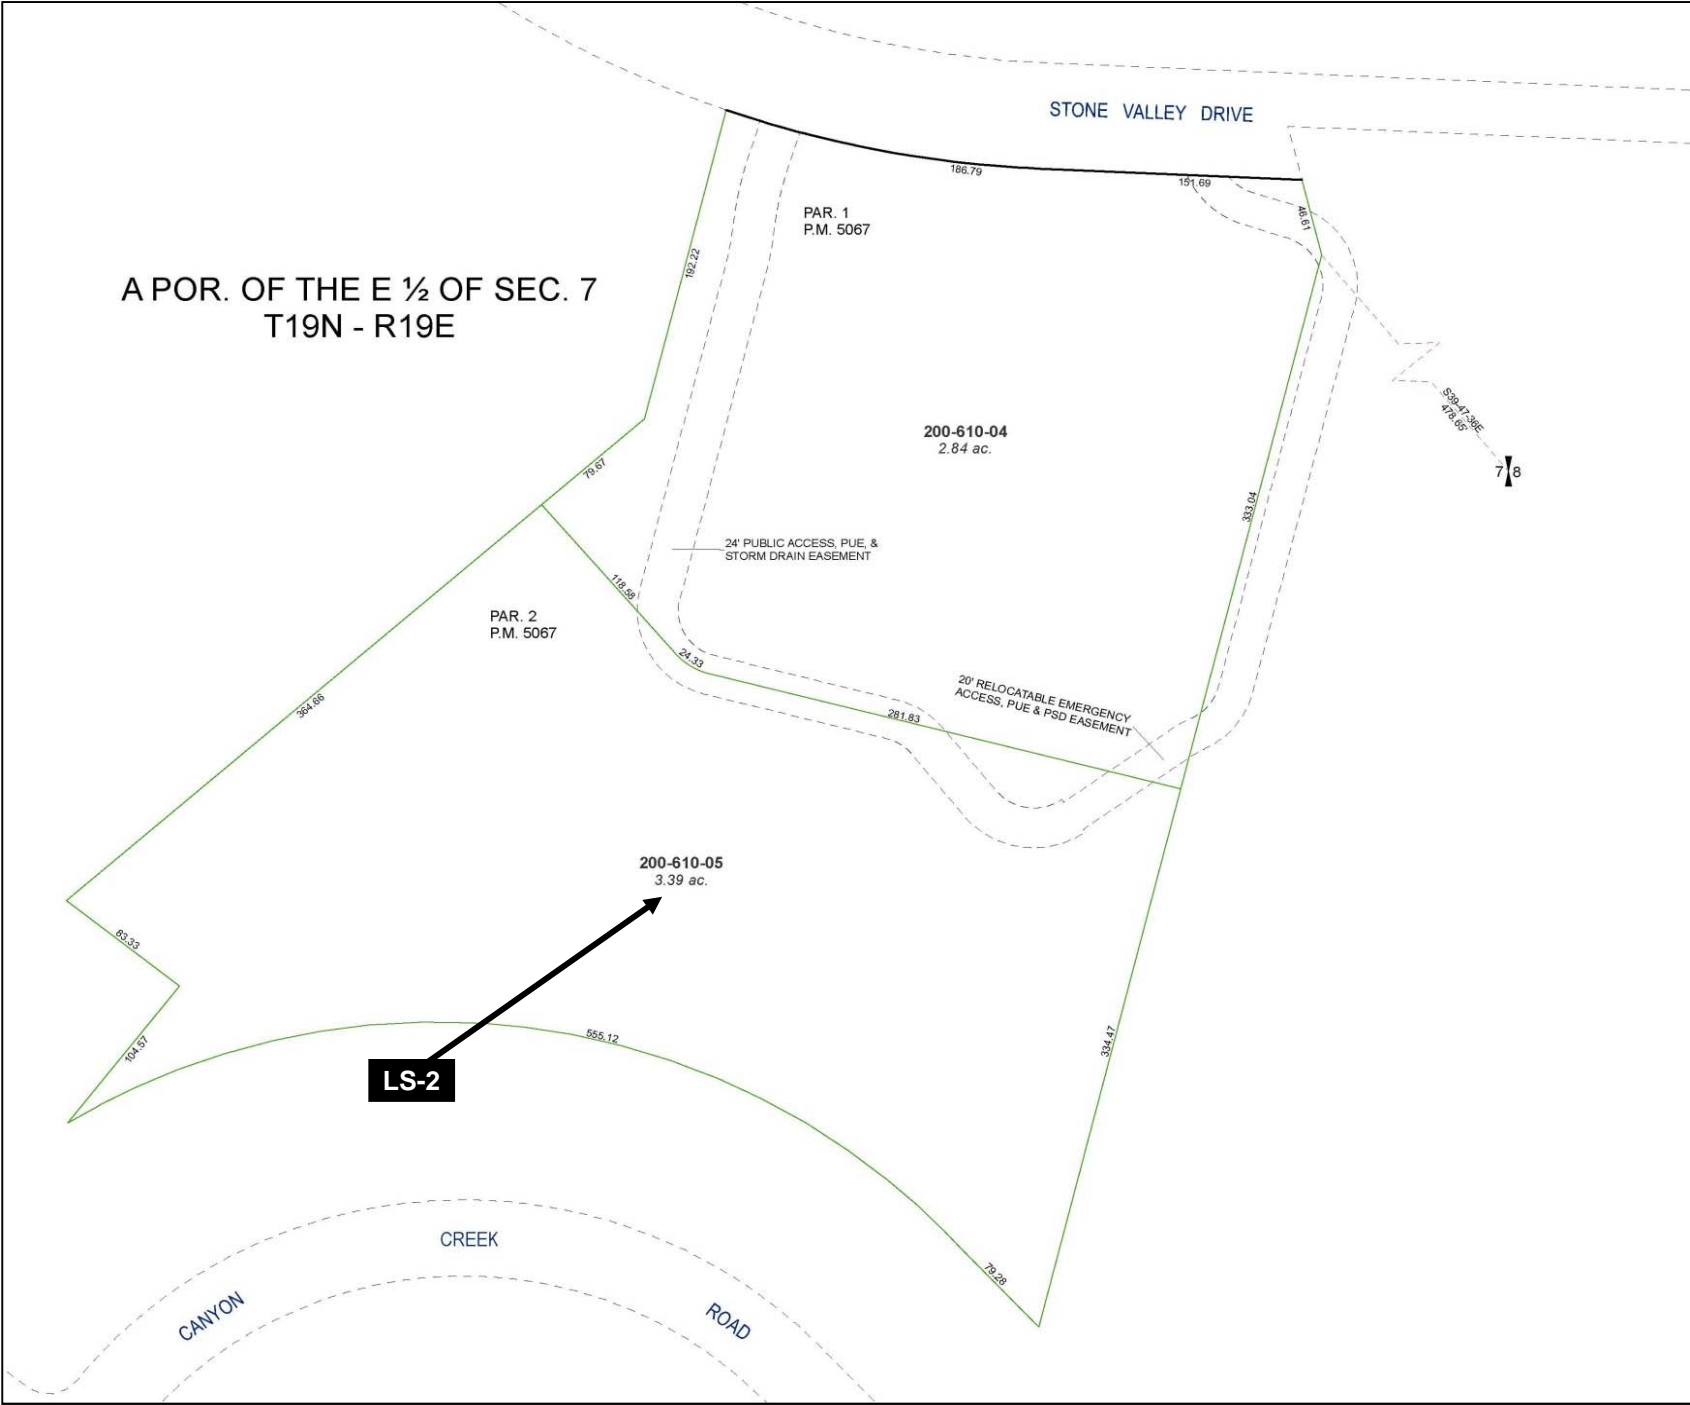 STONE VALLEY DRIVE
186.79
151.69
46.61
PAR. 1
P.M. 5067
192.22
A POR. OF THE E ½ OF SEC. 7
T19N - R19E
S39-47-36E
478.65'
7 8
200-610-04
2.84 ac.
79.67
333.04
24' PUBLIC ACCESS, PUE, &
STORM DRAIN EASEMENT
118.58
PAR. 2
P.M. 5067
24.33
20' RELOCATABLE EMERGENCY
ACCESS, PUE & PSD EASEMENT
364.66
281.83
200-610-05
3.39 ac.
83.33
104.57
555.12
334.47
LS-2
79.28
CANYON CREEK ROAD